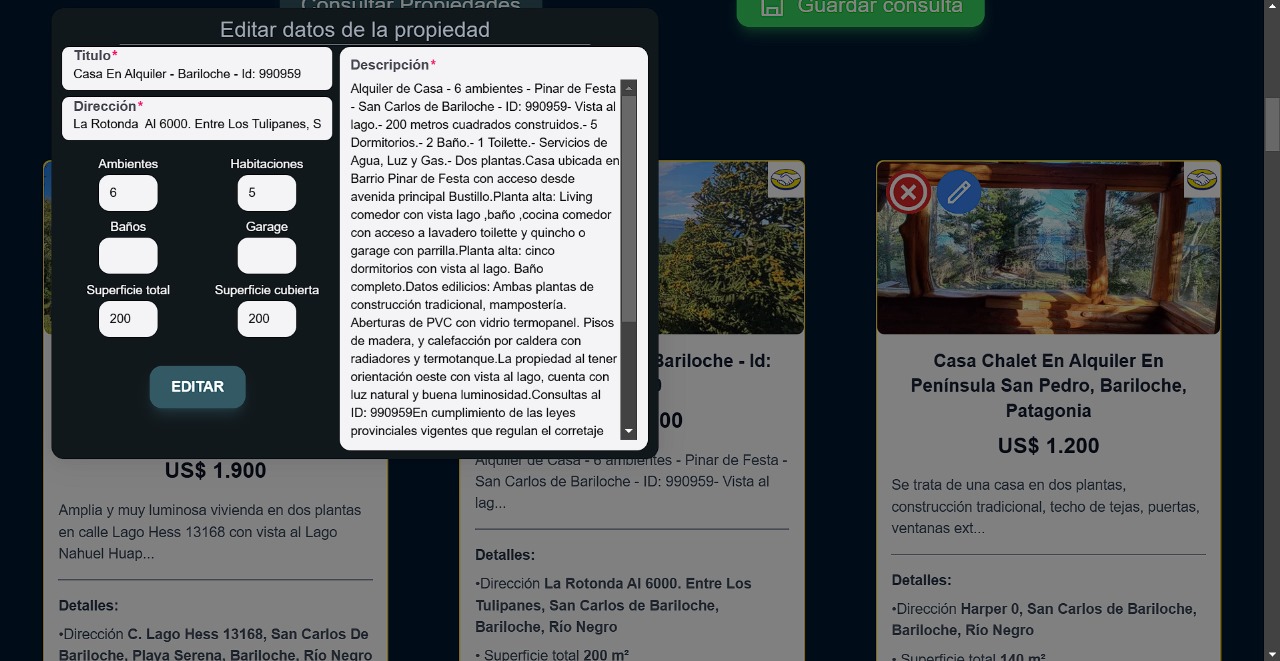 Consultar Propiedades
Guardar consulta
Editar datos de la propiedad
Titulo*
Casa En Alquiler - Bariloche - Id: 990959
Dirección*
La Rotonda Al 6000. Entre Los Tulipanes, S
Ambientes
Habitaciones
6
5
Baños
Garage
Superficie total
Superficie cubierta
200
200
EDITAR
Descripción*
Alquiler de Casa - 6 ambientes - Pinar de Festa
- San Carlos de Bariloche - ID: 990959- Vista al
lago.- 200 metros cuadrados construidos.- 5
Dormitorios.- 2 Baño.- 1 Toilette.- Servicios de
Agua, Luz y Gas.- Dos plantas.Casa ubicada en
Barrio Pinar de Festa con acceso desde
avenida principal Bustillo.Planta alta: Living
comedor con vista lago ,baño ,cocina comedor
con acceso a lavadero toilette y quincho o
garage con parrilla.Planta alta: cinco
dormitorios con vista al lago. Baño
completo.Datos edilicios: Ambas plantas de
construcción tradicional, mampostería.
Aberturas de PVC con vidrio termopanel. Pisos
de madera, y calefacción por caldera con
radiadores y termotanque.La propiedad al tener
orientación oeste con vista al lago, cuenta con
luz natural y buena luminosidad.Consultas al
ID: 990959En cumplimiento de las leyes
provinciales vigentes que regulan el corretaje
US$ 1.900
Amplia y muy luminosa vivienda en dos plantas
en calle Lago Hess 13168 con vista al Lago
Nahuel Huap...
Detalles:
•Dirección C. Lago Hess 13168, San Carlos De
Bariloche, Playa Serena, Bariloche, Río Negro
Bariloche - Id:
9
00
Alquiler de Casa - 6 ambientes - Pinar de Festa -
San Carlos de Bariloche - ID: 990959- Vista al
lag...
Detalles:
•Dirección La Rotonda Al 6000. Entre Los
Tulipanes, San Carlos de Bariloche,
Bariloche, Río Negro
• Superficie total 200 m²
Casa Chalet En Alquiler En
Península San Pedro, Bariloche,
Patagonia
US$ 1.200
Se trata de una casa en dos plantas,
construcción tradicional, techo de tejas, puertas,
ventanas ext...
Detalles:
•Dirección Harper 0, San Carlos de Bariloche,
Bariloche, Río Negro
• Superficie total 140 m²